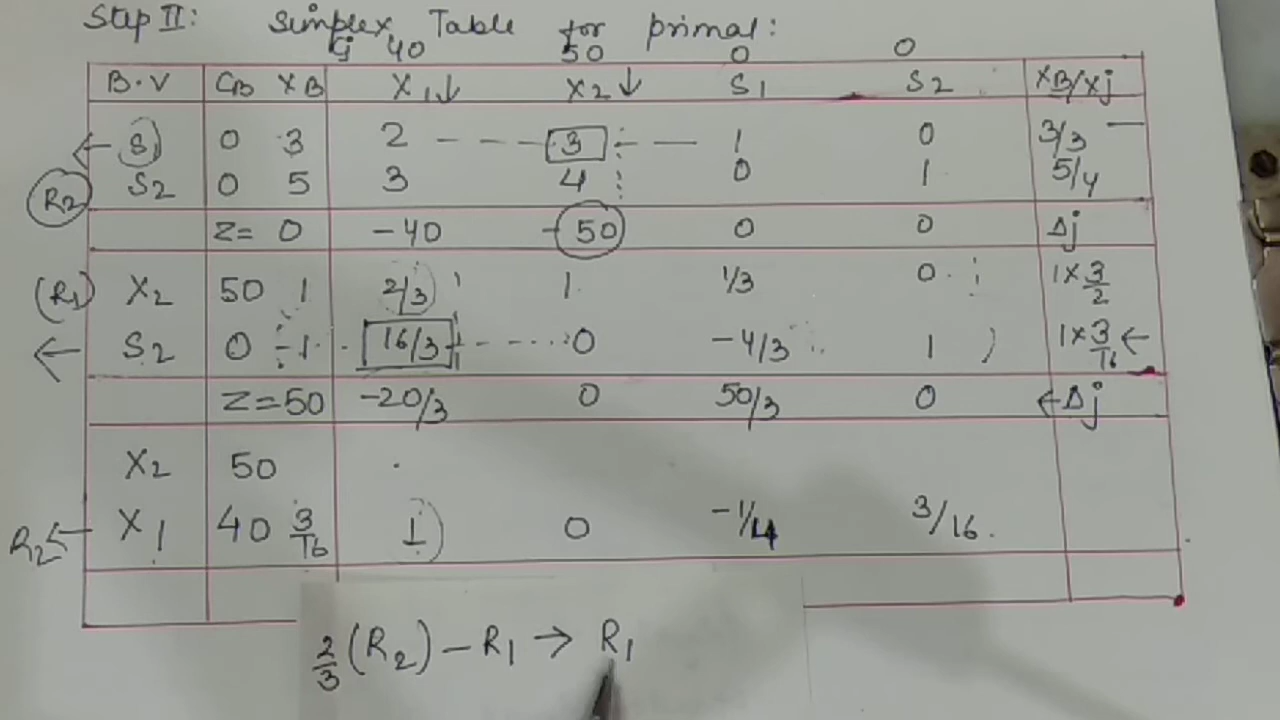 Step II: Simplex Table for primal:
Cj 40 50 0 0
B.V CB XB X1↓ X2↓ S1 S2 XB/Xj
← S1 0 3 2 3 1 0 3/3
R2 S2 0 5 3 4 0 1 5/4
Z= 0 -40 -50 0 0 Δj
(R1) X2 50 1 2/3 1 1/3 0 1×3/2
← S2 0 1 16/3 0 -4/3 1 1×3/16 ←
Z=50 -20/3 0 50/3 0 ←Δj
X2 50
R2← X1 40 3/16 1 0 -1/4 3/16
2/3 (R2) - R1 → R1